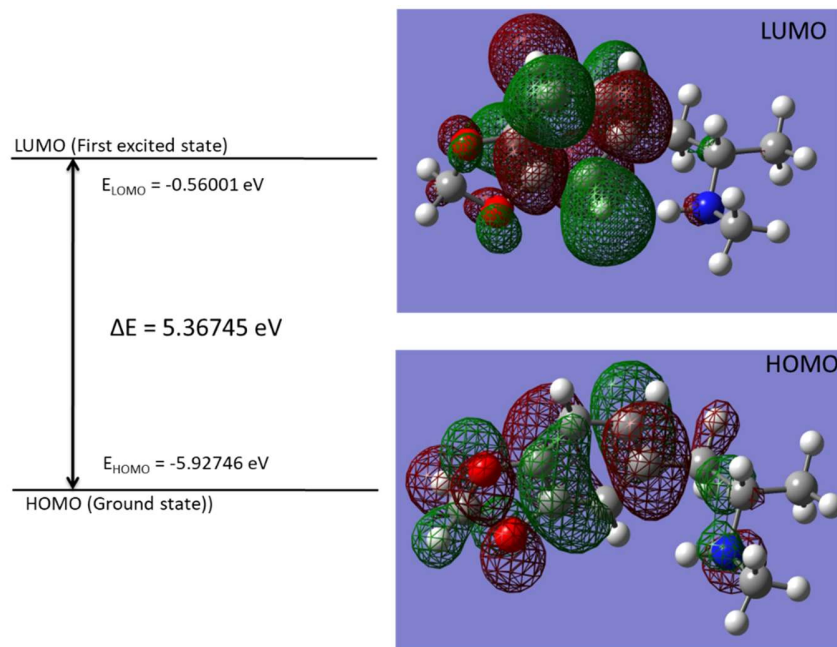 LUMO
LUMO (First excited state)
E_LOMO = -0.56001 eV
ΔE = 5.36745 eV
HOMO
E_HOMO = -5.92746 eV
HOMO (Ground state))